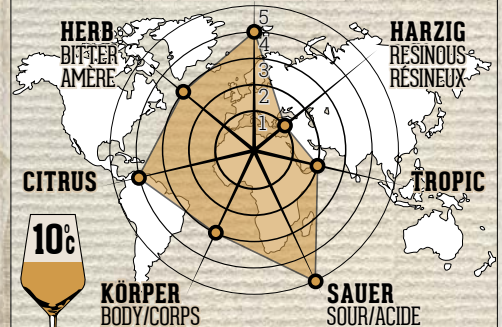 HERB
BITTER
AMÈRE
5
4
3
2
1
HARZIG
RESINOUS
RÉSINEUX
CITRUS
TROPIC
10°C
KÖRPER
BODY/CORPS
SAUER
SOUR/ACIDE